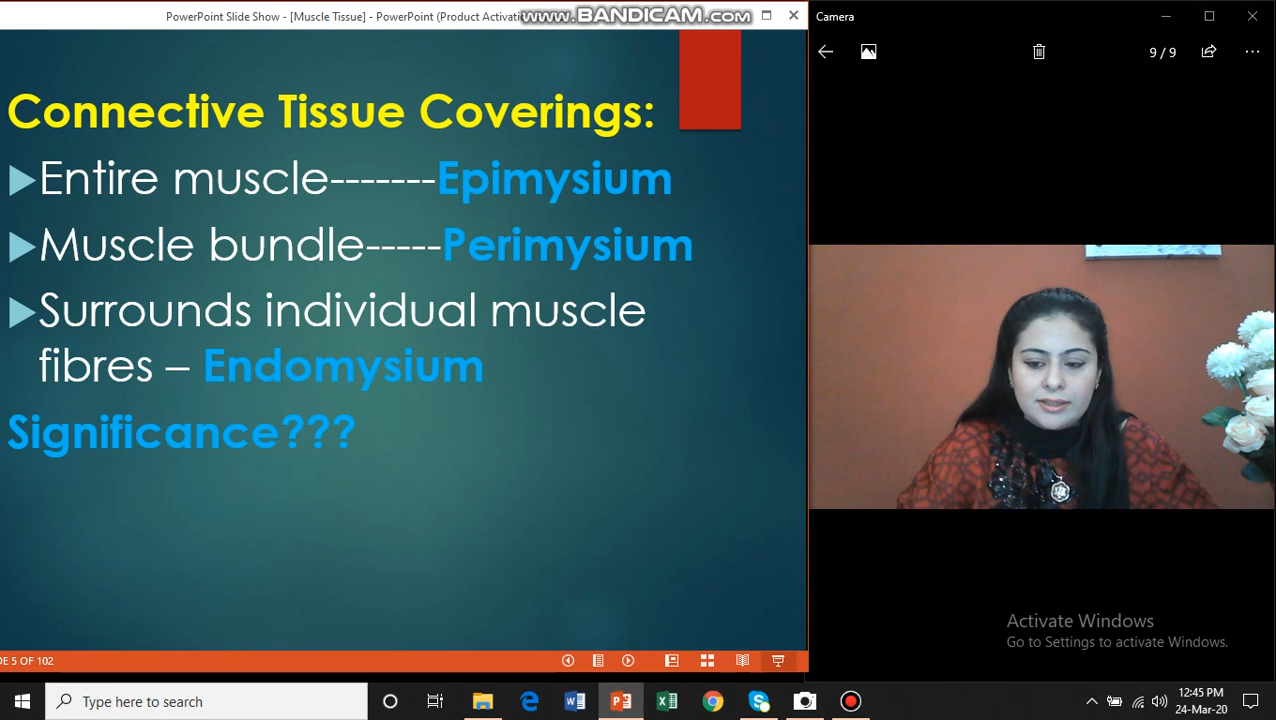 PowerPoint Slide Show - [Muscle Tissue] - PowerPoint (Product Activati
www.BANDICAM.com
Camera
9 / 9
Connective Tissue Coverings:
Entire muscle-------Epimysium
Muscle bundle-----Perimysium
Surrounds individual muscle
fibres – Endomysium
Significance???
Activate Windows
Go to Settings to activate Windows.
DE 5 OF 102
Type here to search
12:45 PM
24-Mar-20